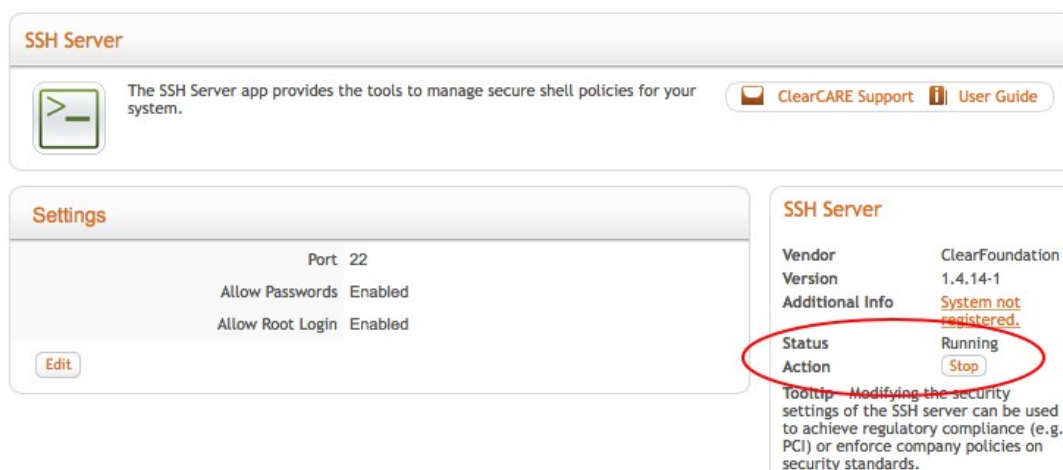 SSH Server
The SSH Server app provides the tools to manage secure shell policies for your
system.
ClearCARE Support
User Guide
Settings
Port 22
Allow Passwords Enabled
Allow Root Login Enabled
Edit
SSH Server
Vendor ClearFoundation
Version 1.4.14-1
Additional Info System not
registered.
Status Running
Action Stop
Tooltip - Modifying the security
settings of the SSH server can be used
to achieve regulatory compliance (e.g.
PCI) or enforce company policies on
security standards.